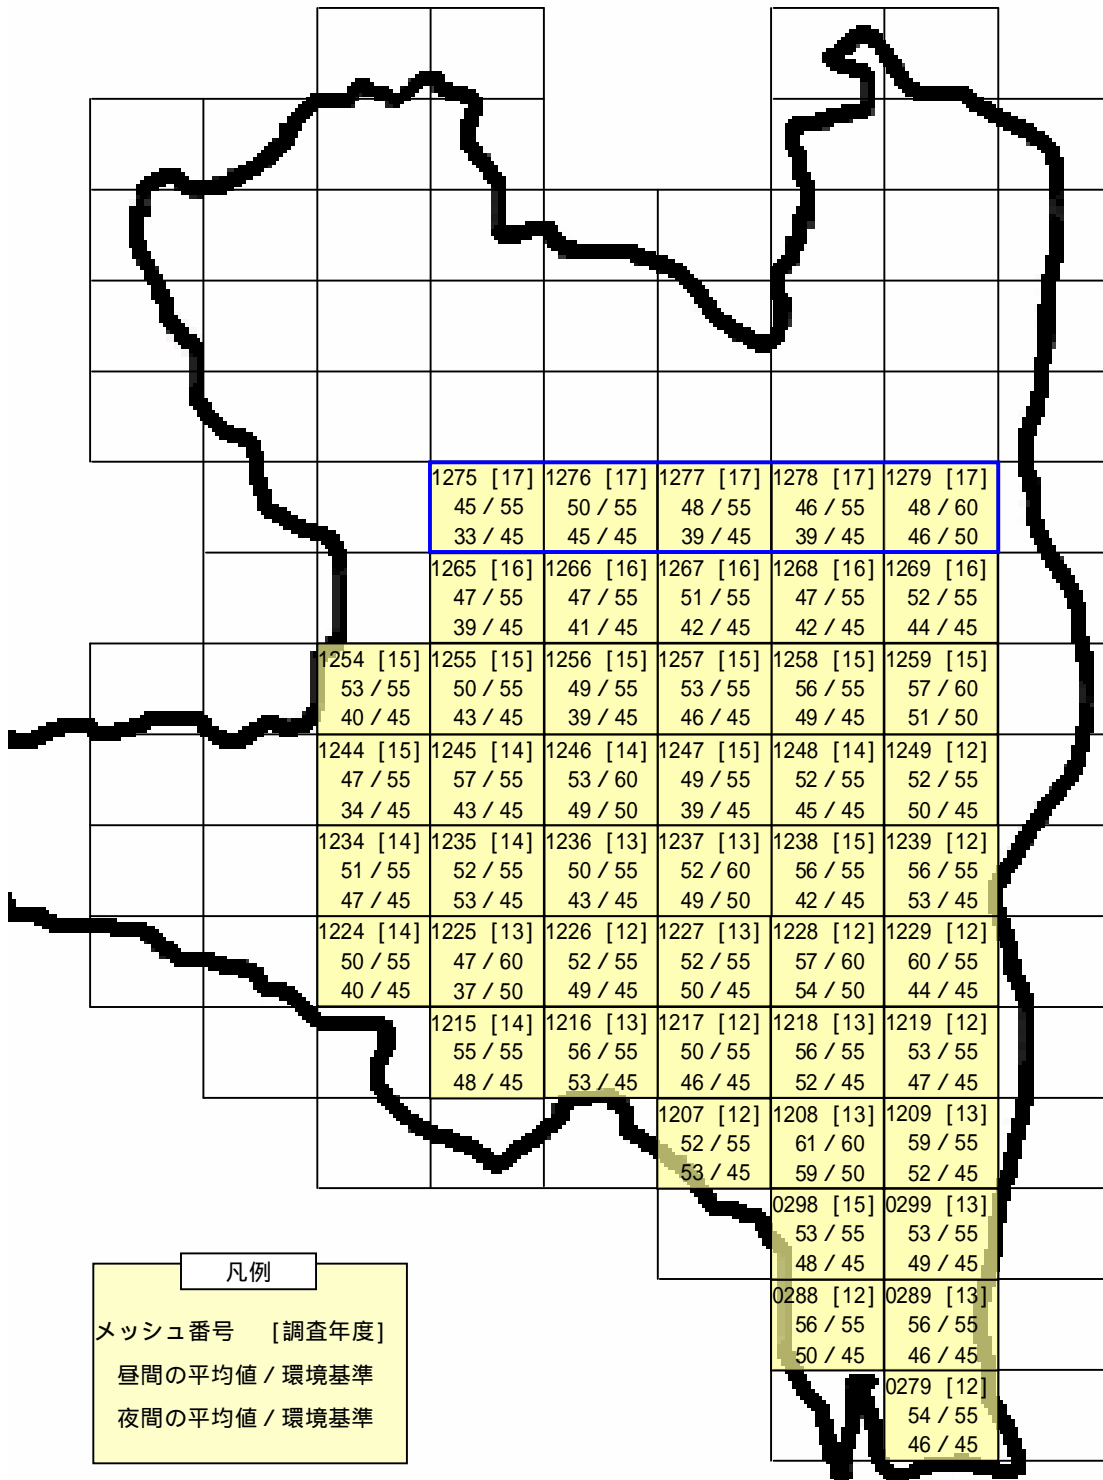 1275 [17] 1276 [17] 1277 [17] 1278 [17] 1279 [17]
45 / 55 50 / 55 48 / 55 46 / 55 48 / 60
33 / 45 45 / 45 39 / 45 39 / 45 46 / 50
1265 [16] 1266 [16] 1267 [16] 1268 [16] 1269 [16]
47 / 55 47 / 55 51 / 55 47 / 55 52 / 55
39 / 45 41 / 45 42 / 45 42 / 45 44 / 45
1254 [15] 1255 [15] 1256 [15] 1257 [15] 1258 [15] 1259 [15]
53 / 55 50 / 55 49 / 55 53 / 55 56 / 55 57 / 60
40 / 45 43 / 45 39 / 45 46 / 45 49 / 45 51 / 50
1244 [15] 1245 [14] 1246 [14] 1247 [15] 1248 [14] 1249 [12]
47 / 55 57 / 55 53 / 60 49 / 55 52 / 55 52 / 55
34 / 45 43 / 45 49 / 50 39 / 45 45 / 45 50 / 45
1234 [14] 1235 [14] 1236 [13] 1237 [13] 1238 [15] 1239 [12]
51 / 55 52 / 55 50 / 55 52 / 60 56 / 55 56 / 55
47 / 45 53 / 45 43 / 45 49 / 50 42 / 45 53 / 45
1224 [14] 1225 [13] 1226 [12] 1227 [13] 1228 [12] 1229 [12]
50 / 55 47 / 60 52 / 55 52 / 55 57 / 60 60 / 55
40 / 45 37 / 50 49 / 45 50 / 45 54 / 50 44 / 45
1215 [14] 1216 [13] 1217 [12] 1218 [13] 1219 [12]
55 / 55 56 / 55 50 / 55 56 / 55 53 / 55
48 / 45 53 / 45 46 / 45 52 / 45 47 / 45
1207 [12] 1208 [13] 1209 [13]
52 / 55 61 / 60 59 / 55
53 / 45 59 / 50 52 / 45
0298 [15] 0299 [13]
53 / 55 53 / 55
48 / 45 49 / 45
0288 [12] 0289 [13]
56 / 55 56 / 55
50 / 45 46 / 45
0279 [12]
54 / 55
46 / 45
凡例
メッシュ番号 [調査年度]
昼間の平均値 / 環境基準
夜間の平均値 / 環境基準